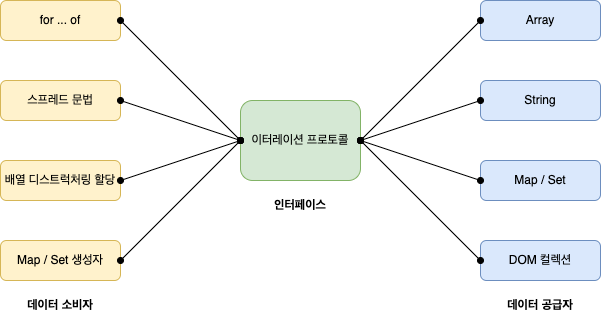 for ... of
스프레드 문법
배열 디스트럭처링 할당
Map / Set 생성자
데이터 소비자
이터레이션 프로토콜
인터페이스
Array
String
Map / Set
DOM 컬렉션
데이터 공급자